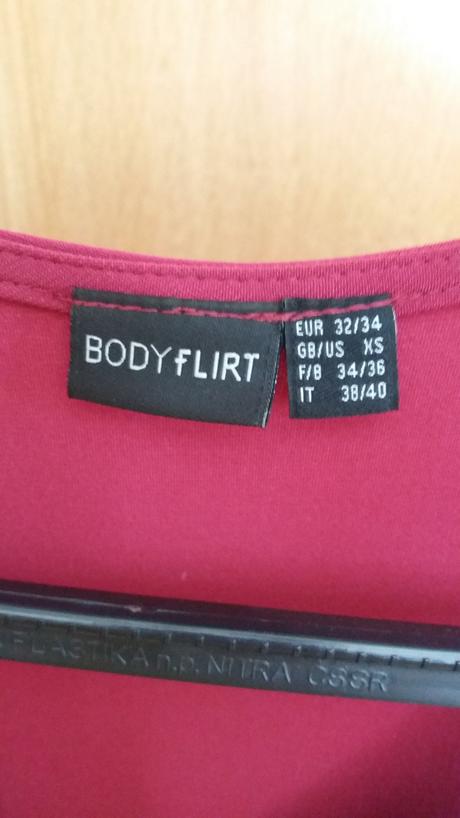 BODYfLIRT
EUR 32/34
GB/US XS
F/B 34/36
IT 38/40
PLASTIKA n.p. NITRA CSSR